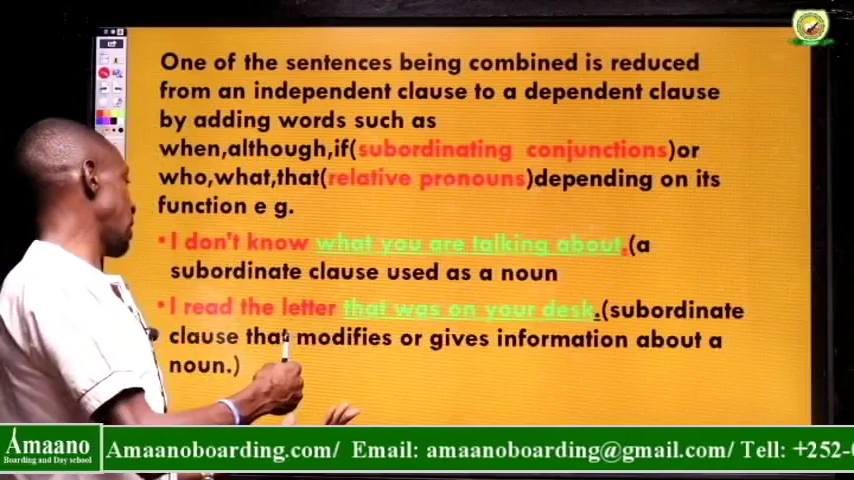 One of the sentences being combined is reduced
from an independent clause to a dependent clause
by adding words such as
when,although,if(subordinating conjunctions)or
who,what,that(relative pronouns)depending on its
function e g.
• I don't know what you are talking about.(a
subordinate clause used as a noun
• I read the letter that was on your desk.(subordinate
clause that modifies or gives information about a
noun.)
Amaano
Boarding and Day school
Amaanoboarding.com/ Email: amaanoboarding@gmail.com/ Tell: +252-